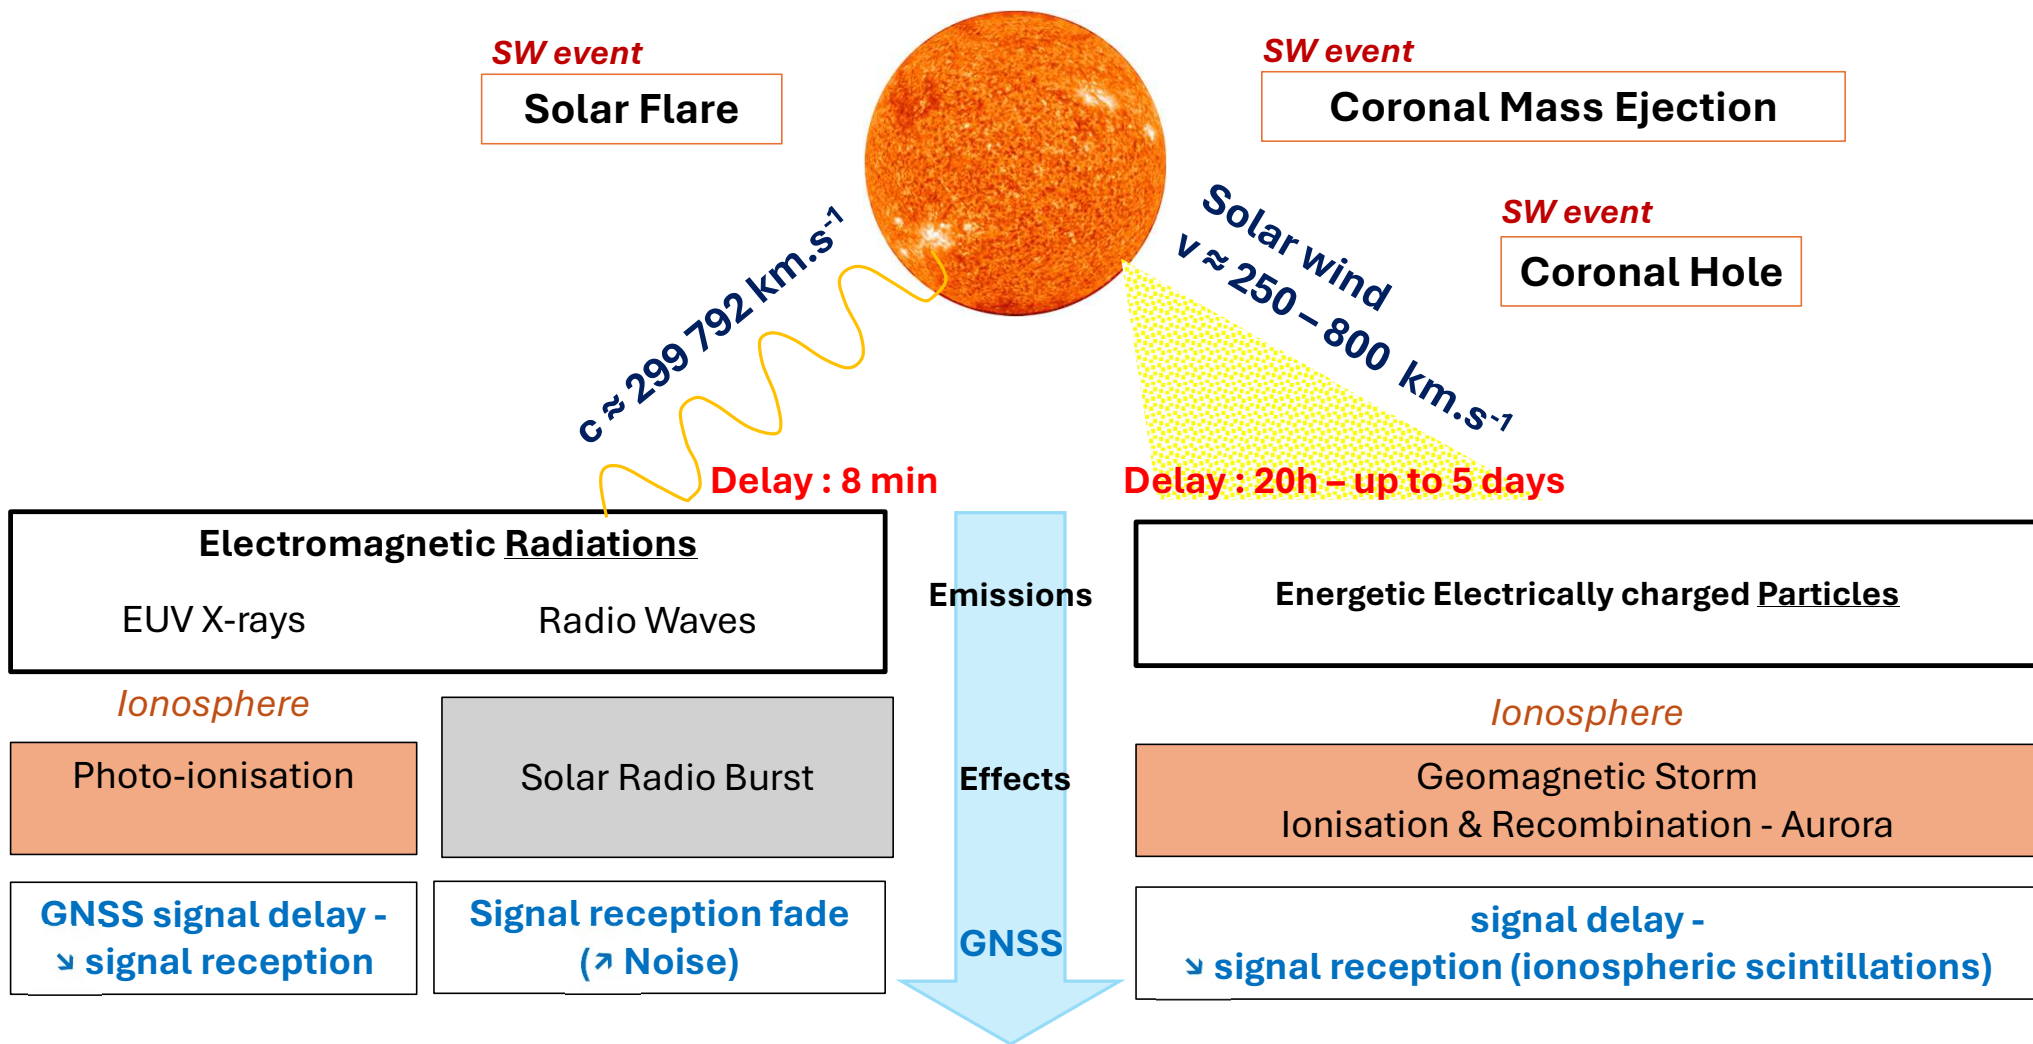 SW event
Solar Flare
SW event
Coronal Mass Ejection
SW event
Coronal Hole
c ≈ 299 792 km.s⁻¹
Solar wind
v ≈ 250 – 800 km.s⁻¹
Delay : 8 min
Delay : 20h – up to 5 days
Electromagnetic Radiations
EUV X-rays
Radio Waves
Emissions
Energetic Electrically charged Particles
Ionosphere
Photo-ionisation
Solar Radio Burst
Effects
Ionosphere
Geomagnetic Storm
Ionisation & Recombination - Aurora
GNSS signal delay -
↘ signal reception
Signal reception fade
(↗ Noise)
GNSS
signal delay -
↘ signal reception (ionospheric scintillations)